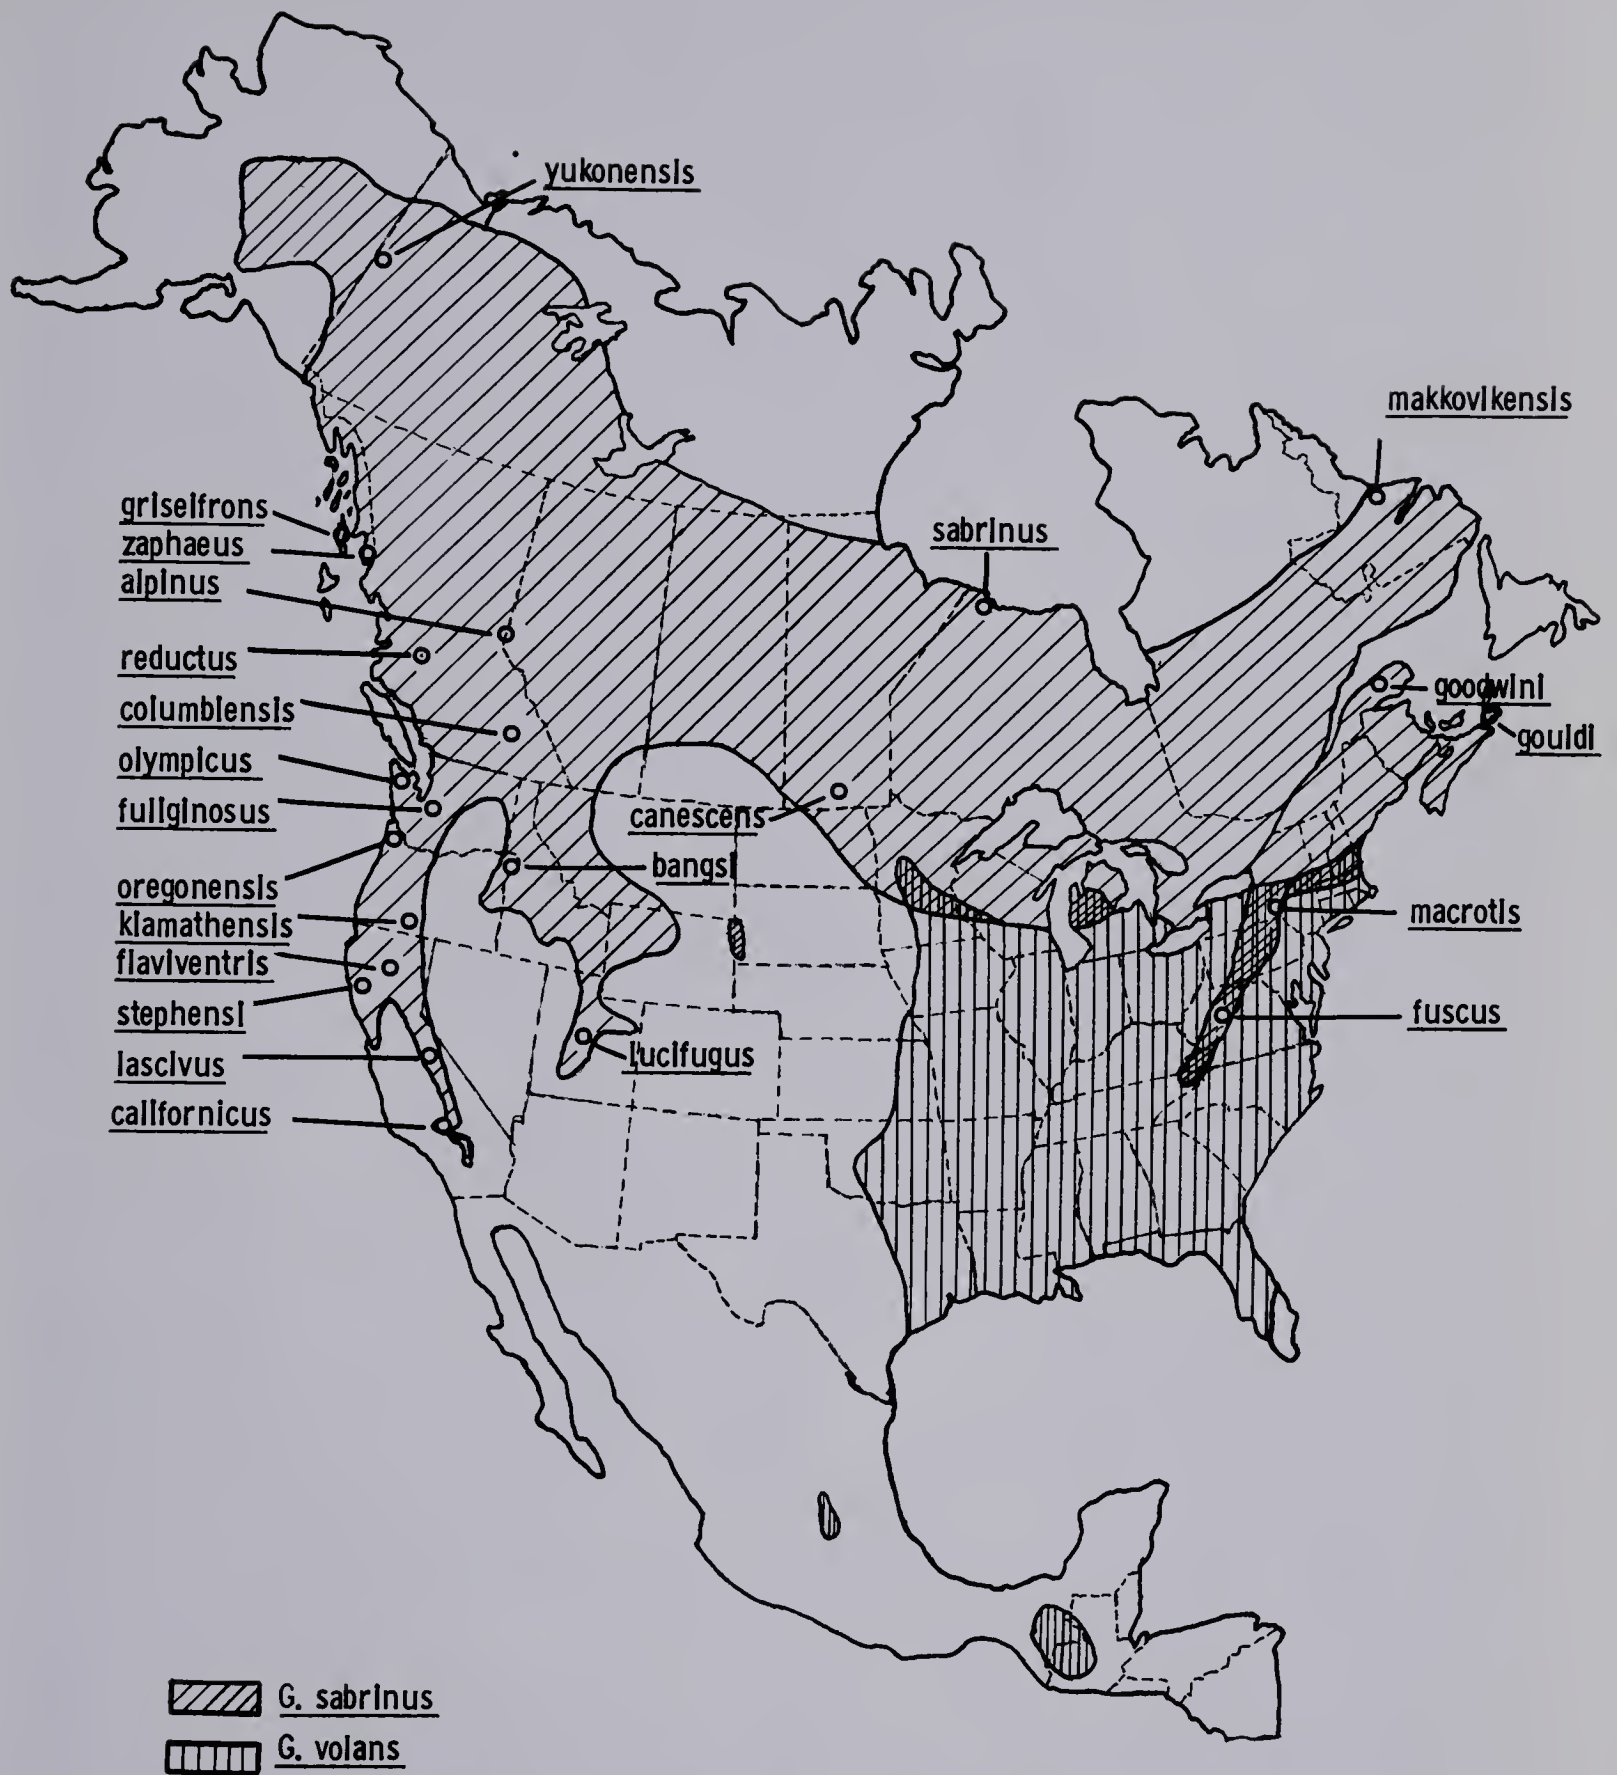 yukonensis
makkovikensis
griseifrons
zaphaeus
alpinus
sabrinus
reductus
columbiensis
goodwini
gouldi
olympicus
fuliginosus
canescens
bangsi
oregonensis
klamathensis
flaviventris
stephensi
macrotis
fuscus
lascivus
lucifugus
californicus
G. sabrinus
G. volans